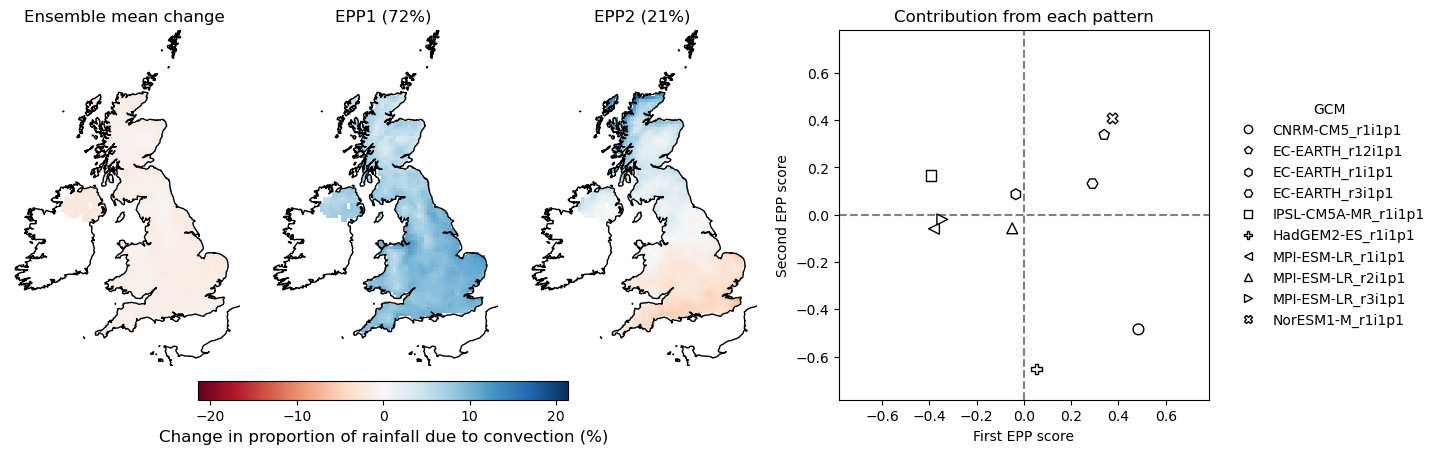 Ensemble mean change
EPP1 (72%)
EPP2 (21%)
−20 −10 0 10 20
Change in proportion of rainfall due to convection (%)
Contribution from each pattern
Second EPP score
0.6
0.4
0.2
0.0
−0.2
−0.4
−0.6
−0.6 −0.4 −0.2 0.0 0.2 0.4 0.6
First EPP score
GCM
CNRM-CM5_r1i1p1
EC-EARTH_r12i1p1
EC-EARTH_r1i1p1
EC-EARTH_r3i1p1
IPSL-CM5A-MR_r1i1p1
HadGEM2-ES_r1i1p1
MPI-ESM-LR_r1i1p1
MPI-ESM-LR_r2i1p1
MPI-ESM-LR_r3i1p1
NorESM1-M_r1i1p1